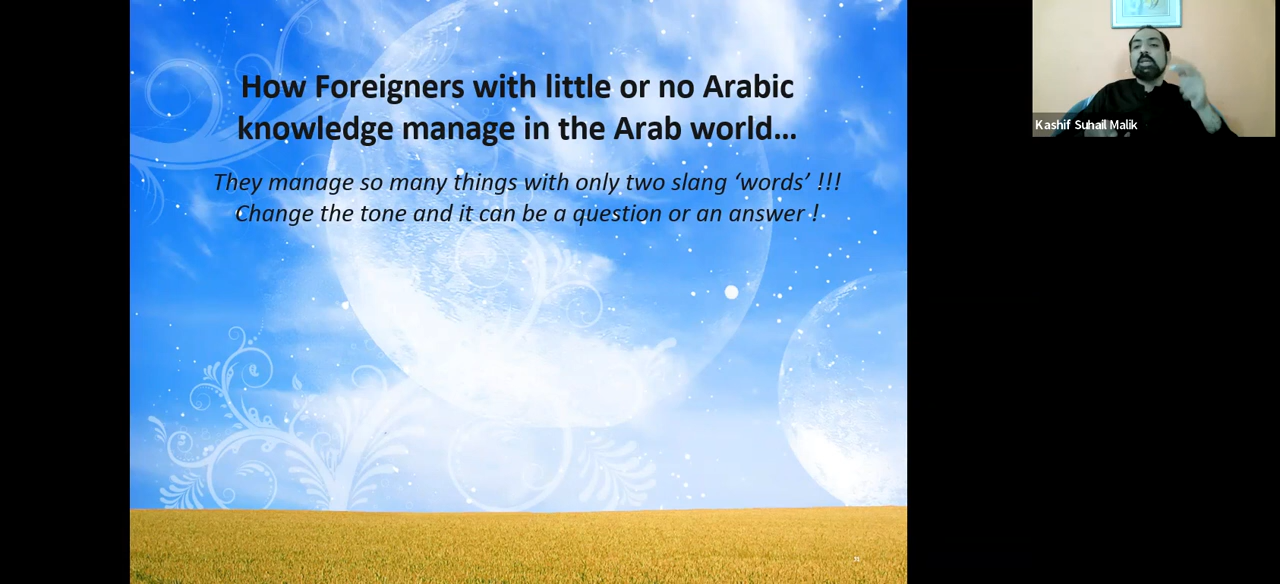 How Foreigners with little or no Arabic
knowledge manage in the Arab world…
They manage so many things with only two slang ‘words’ !!!
Change the tone and it can be a question or an answer !
Kashif Suhail Malik